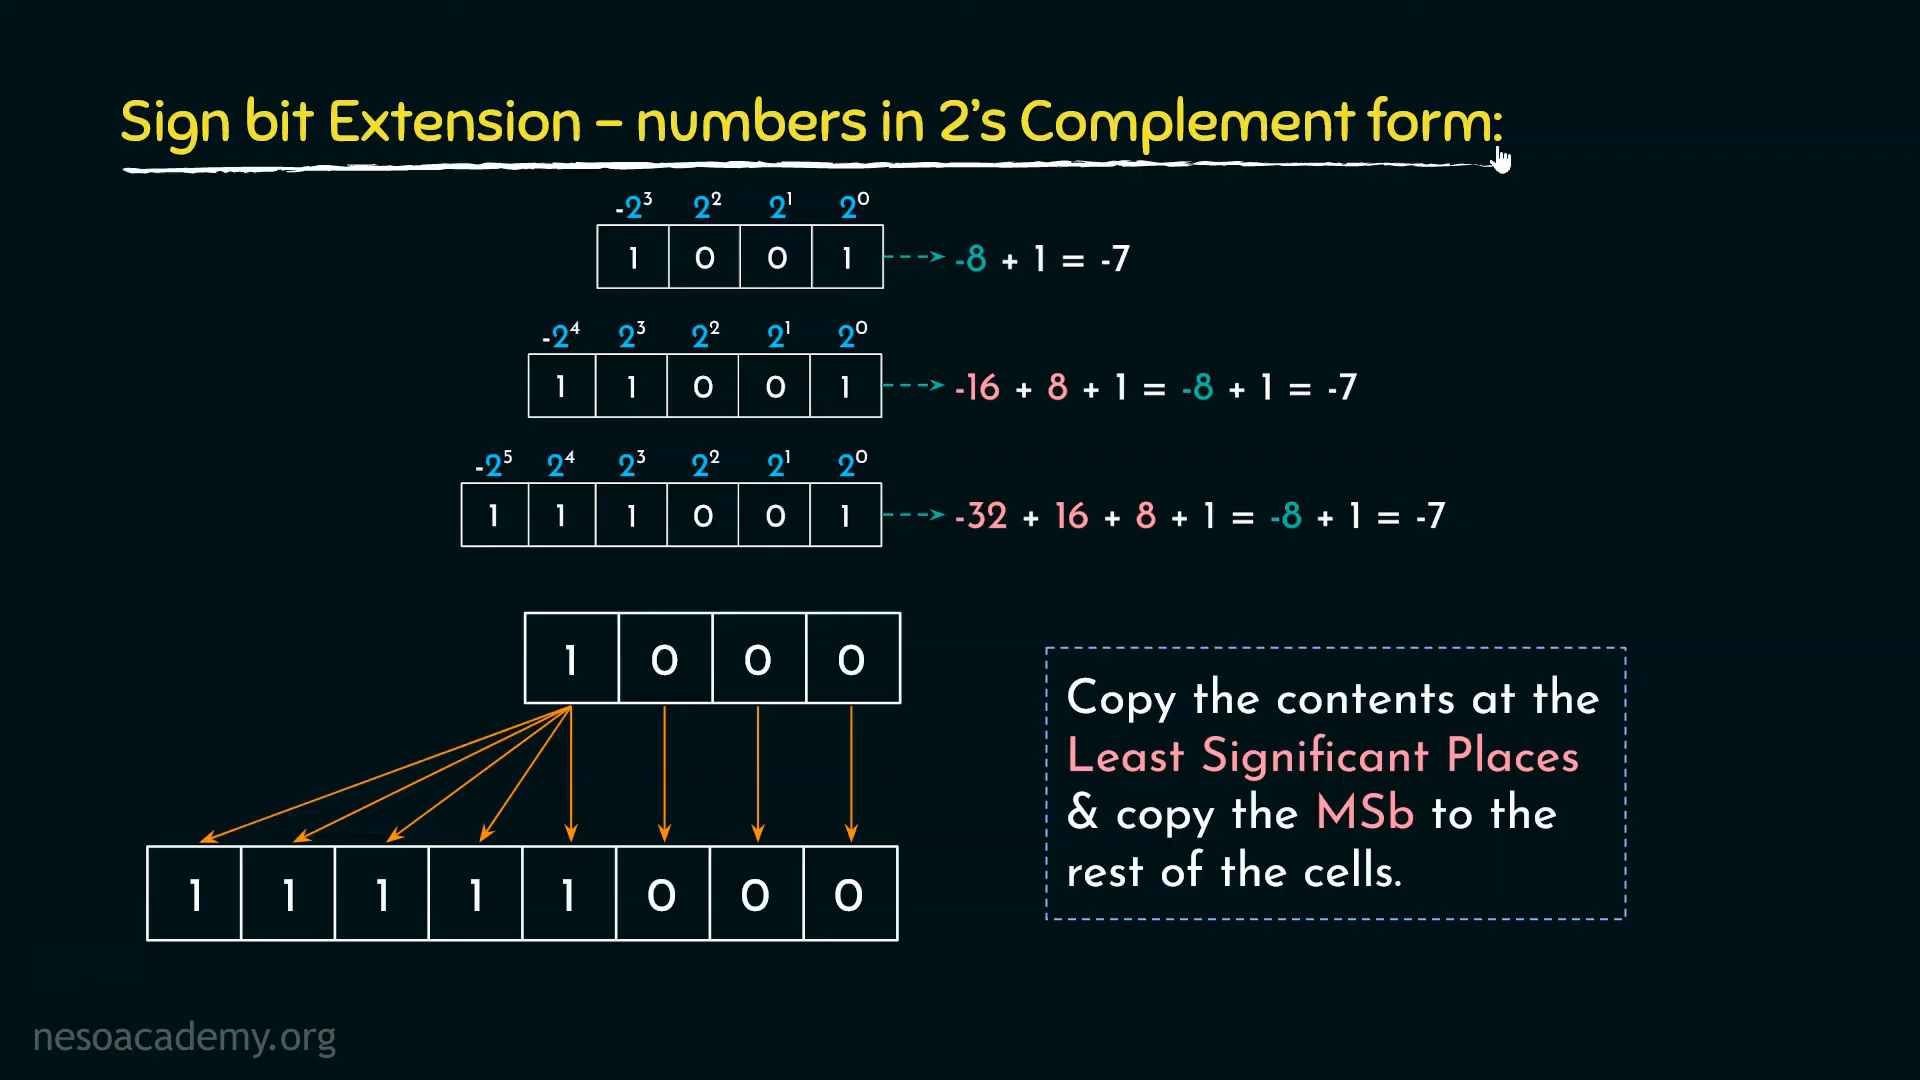 Sign bit Extension – numbers in 2's Complement form:
-2³ 2² 2¹ 2⁰
1 0 0 1 -8 + 1 = -7
-2⁴ 2³ 2² 2¹ 2⁰
1 1 0 0 1 -16 + 8 + 1 = -8 + 1 = -7
-2⁵ 2⁴ 2³ 2² 2¹ 2⁰
1 1 1 0 0 1 -32 + 16 + 8 + 1 = -8 + 1 = -7
1 0 0 0
1 1 1 1 1 0 0 0
Copy the contents at the
Least Significant Places
& copy the MSb to the
rest of the cells.
nesoacademy.org